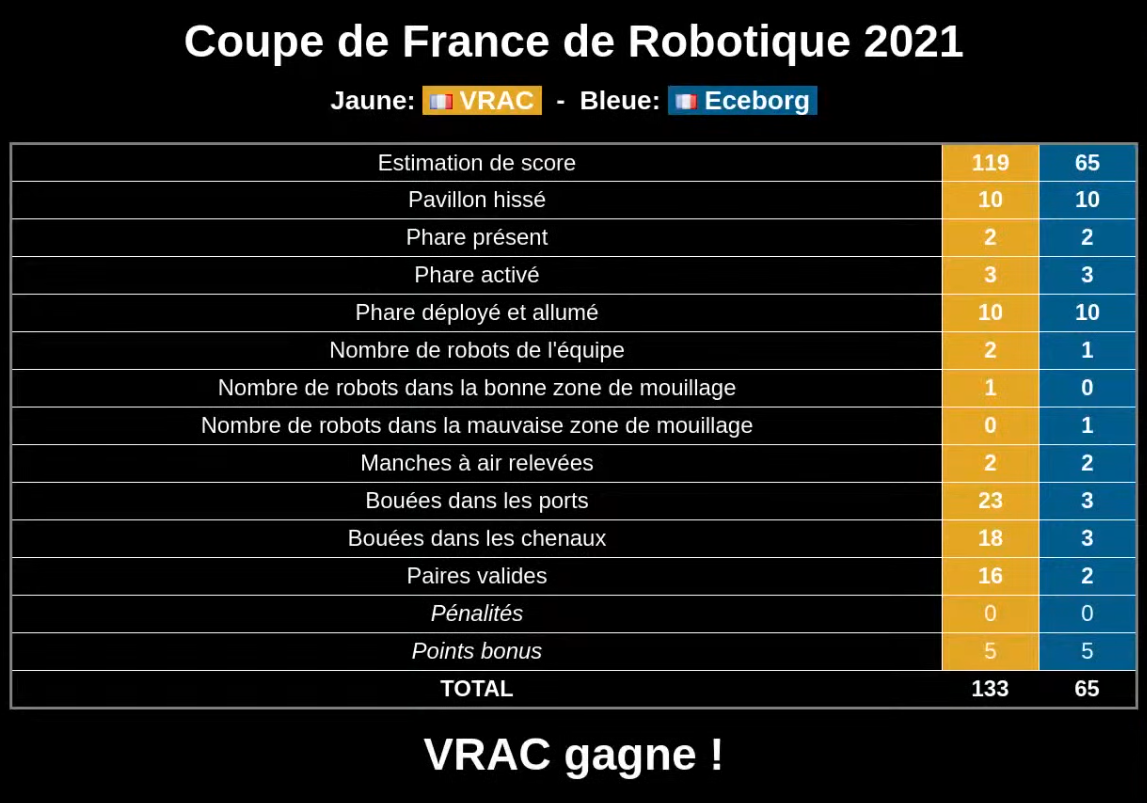 Coupe de France de Robotique 2021
Jaune: VRAC - Bleue: Eceborg
Estimation de score 119 65
Pavillon hissé 10 10
Phare présent 2 2
Phare activé 3 3
Phare déployé et allumé 10 10
Nombre de robots de l'équipe 2 1
Nombre de robots dans la bonne zone de mouillage 1 0
Nombre de robots dans la mauvaise zone de mouillage 0 1
Manches à air relevées 2 2
Bouées dans les ports 23 3
Bouées dans les chenaux 18 3
Paires valides 16 2
Pénalités 0 0
Points bonus 5 5
TOTAL 133 65
VRAC gagne !